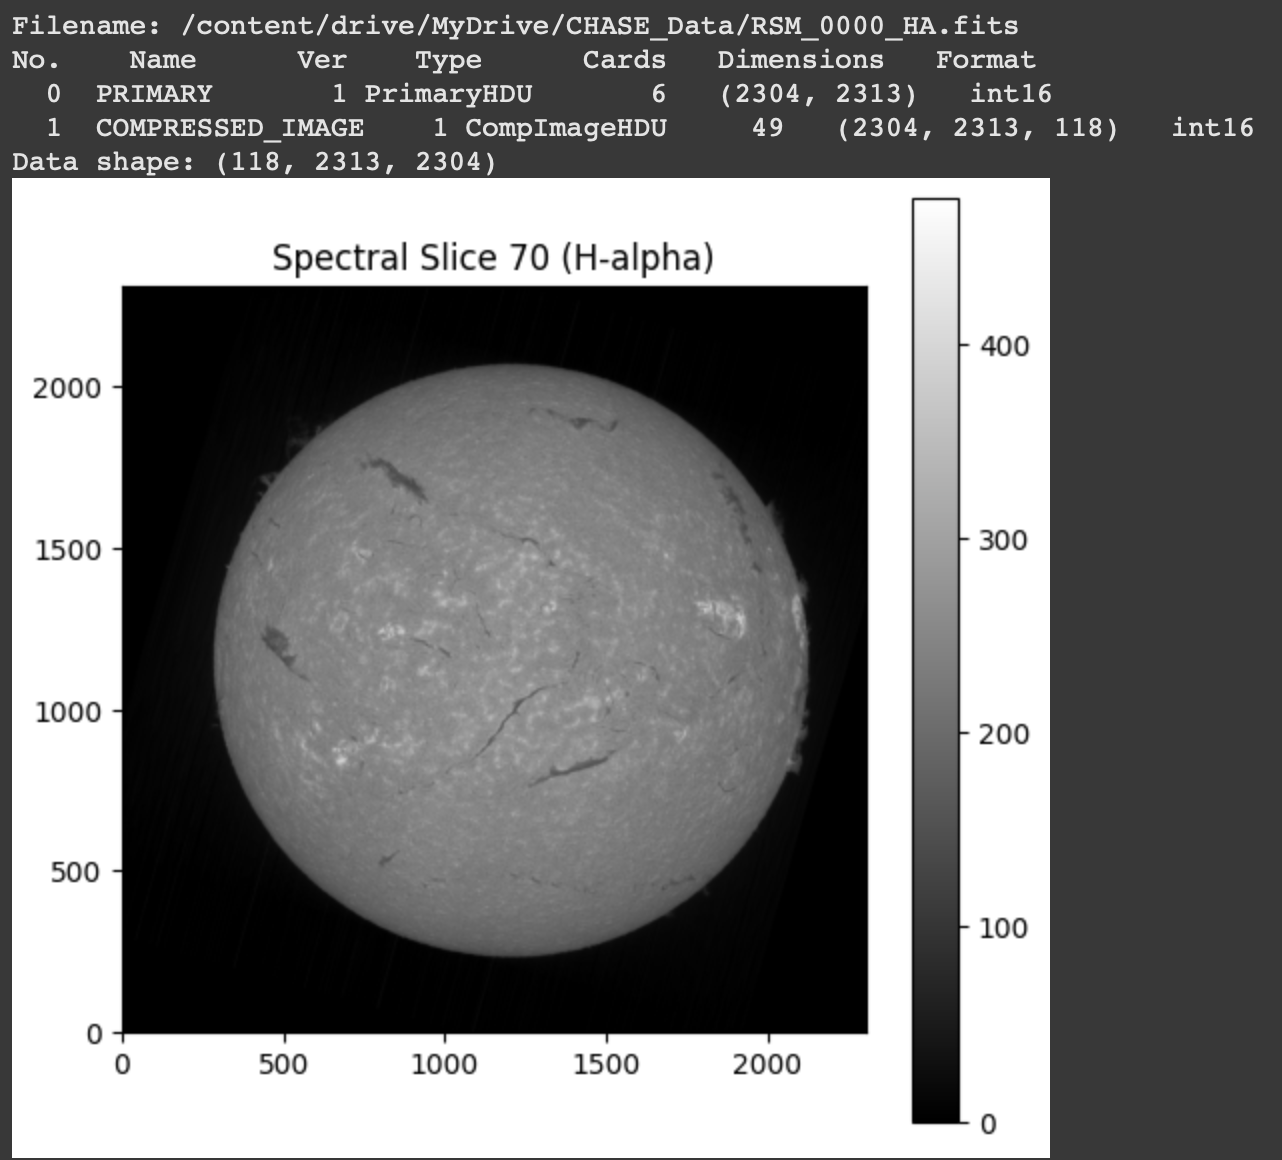 Filename: /content/drive/MyDrive/CHASE_Data/RSM_0000_HA.fits
No.    Name      Ver    Type      Cards   Dimensions   Format
0  PRIMARY       1 PrimaryHDU       6   (2304, 2313)   int16
1  COMPRESSED_IMAGE    1 CompImageHDU     49   (2304, 2313, 118)   int16
Data shape: (118, 2313, 2304)
Spectral Slice 70 (H-alpha)
2000
1500
1000
500
0
0 500 1000 1500 2000
400
300
200
100
0